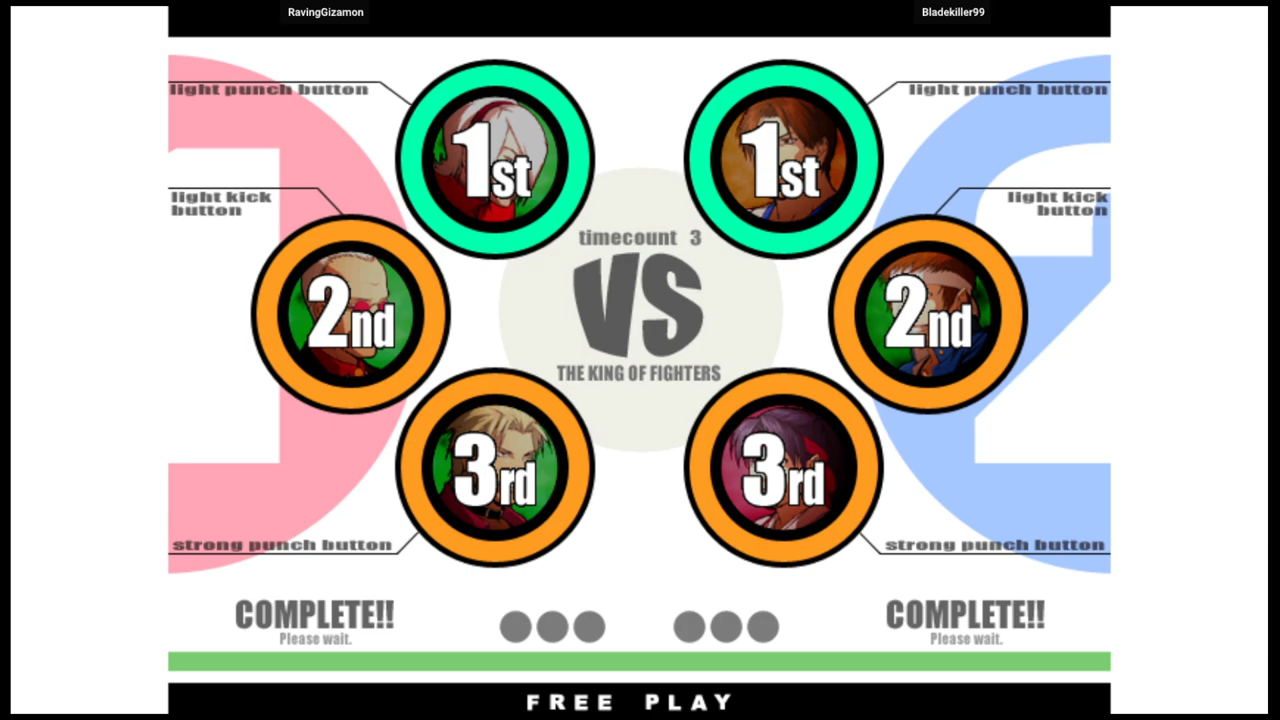 RavingGizamon
Bladekiller99
light punch button
light punch button
1st
1st
light kick
button
light kick
button
timecount 3
VS
THE KING OF FIGHTERS
2nd
2nd
3rd
3rd
strong punch button
strong punch button
COMPLETE!!
Please wait.
COMPLETE!!
Please wait.
FREE PLAY